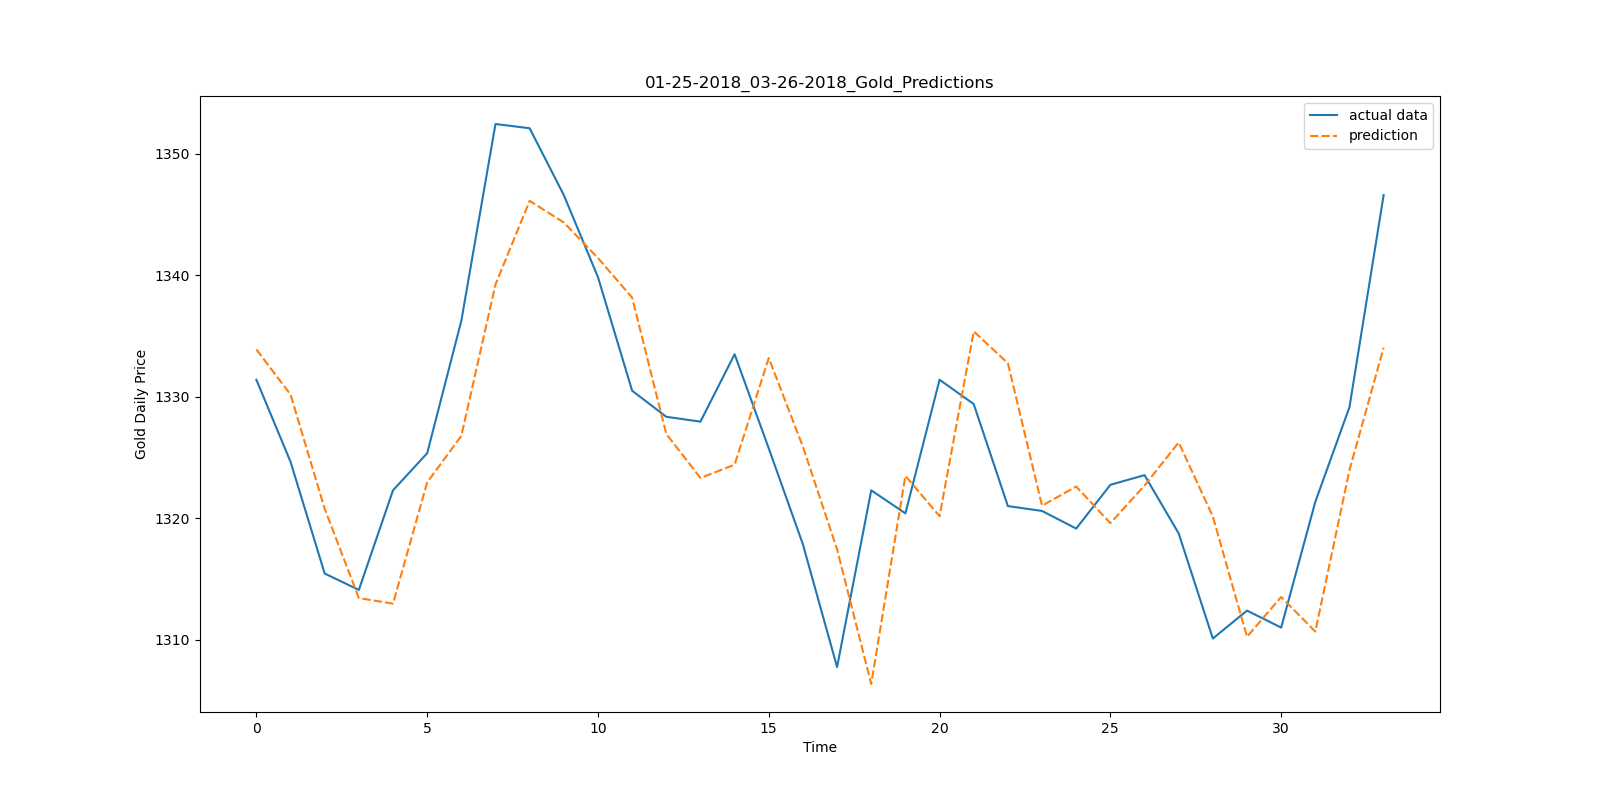 01-25-2018_03-26-2018_Gold_Predictions
actual data
prediction
Gold Daily Price
1350
1340
1330
1320
1310
0 5 10 15 20 25 30
Time